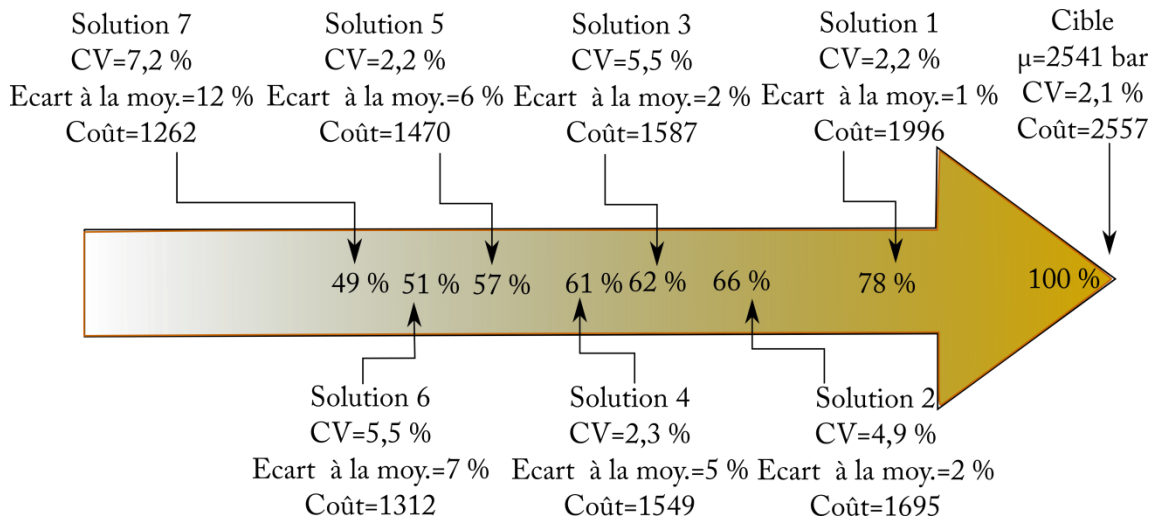 Solution 7
CV=7,2 %
Ecart à la moy.=12 %
Coût=1262
Solution 5
CV=2,2 %
Ecart à la moy.=6 %
Coût=1470
Solution 3
CV=5,5 %
Ecart à la moy.=2 %
Coût=1587
Solution 1
CV=2,2 %
Ecart à la moy.=1 %
Coût=1996
Cible
µ=2541 bar
CV=2,1 %
Coût=2557
49 % 51 % 57 % 61 % 62 % 66 % 78 % 100 %
Solution 6
CV=5,5 %
Ecart à la moy.=7 %
Coût=1312
Solution 4
CV=2,3 %
Ecart à la moy.=5 %
Coût=1549
Solution 2
CV=4,9 %
Ecart à la moy.=2 %
Coût=1695